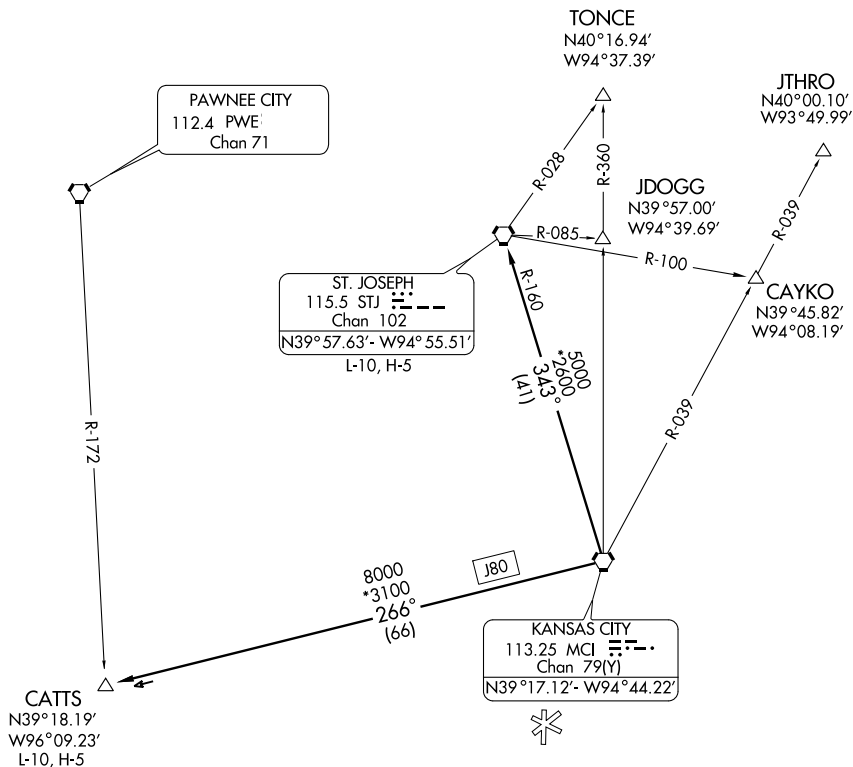 TONCE
N40°16.94'
W94°37.39'
JTHRO
N40°00.10'
W93°49.99'
PAWNEE CITY
112.4 PWE
Chan 71
R-028
R-360
R-039
JDOGG
N39°57.00'
W94°39.69'
R-085
R-100
CAYKO
N39°45.82'
W94°08.19'
ST. JOSEPH
115.5 STJ
Chan 102
N39°57.63'- W94°55.51'
L-10, H-5
R-160
5000
*2600
343°
(41)
R-172
R-039
J80
8000
*3100
266°
(66)
KANSAS CITY
113.25 MCI
Chan 79(Y)
N39°17.12'- W94°44.22'
CATTS
N39°18.19'
W96°09.23'
L-10, H-5